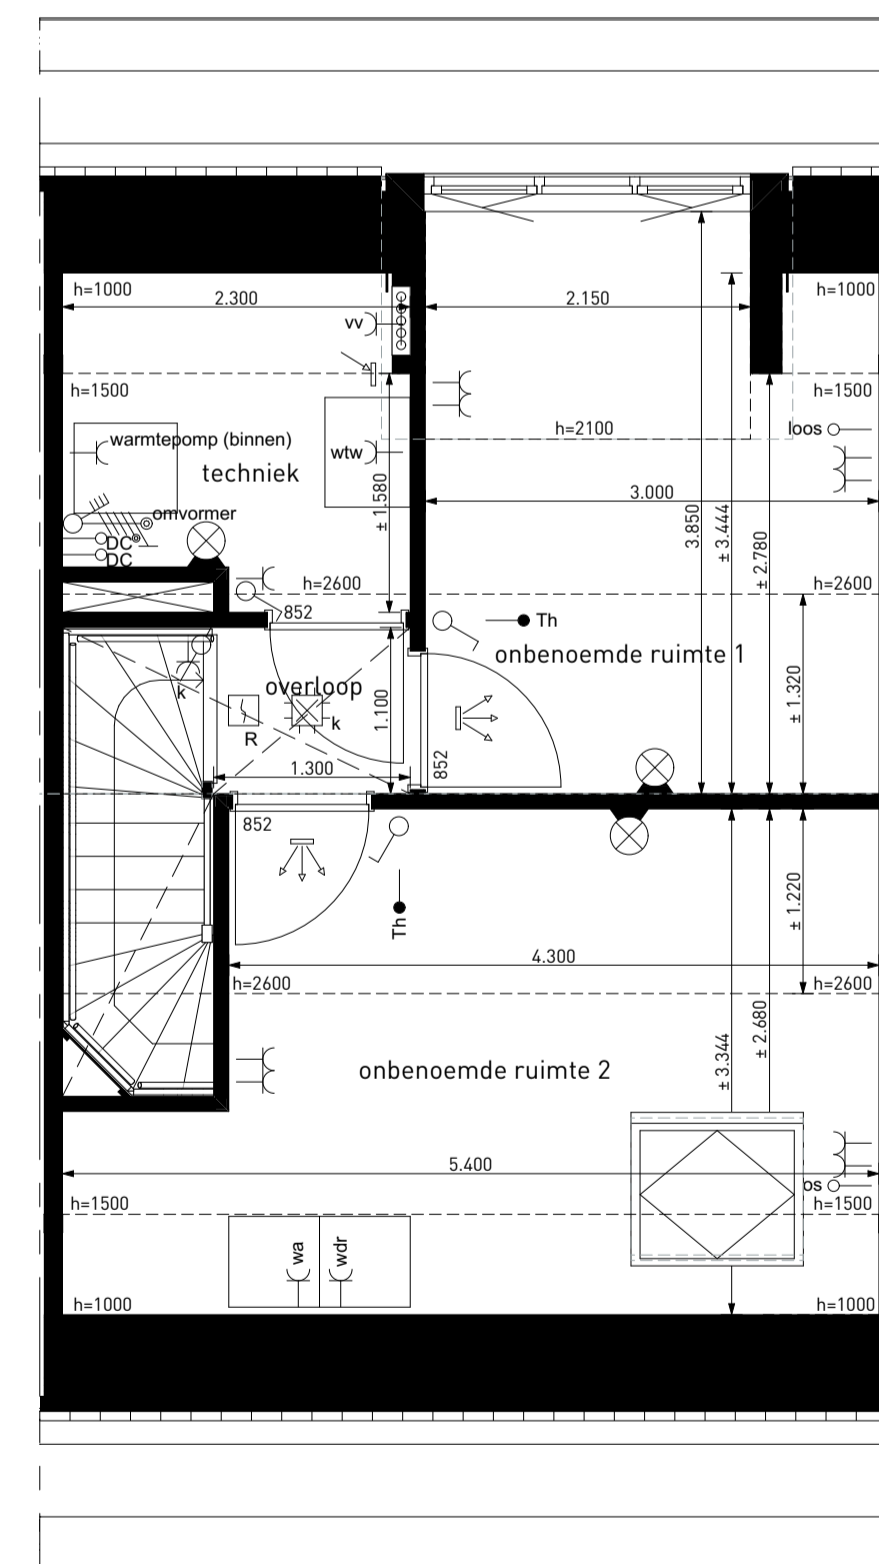 h=1000
h=1000
2.300
2.150
vv
h=1500
h=1500
h=2100
loos
warmtepomp (binnen)
wtw
techniek
± 1.580
3.000
omvormer
3.850
± 3.444
± 2.780
DC
DC
h=2600
h=2600
852
Th
onbenoemde ruimte 1
overloop
k
± 1.320
1.100
k
R
1.300
852
852
± 1.220
Th
4.300
h=2600
h=2600
± 3.344
± 2.680
onbenoemde ruimte 2
5.400
os
h=1500
h=1500
wa
wdr
h=1000
h=1000